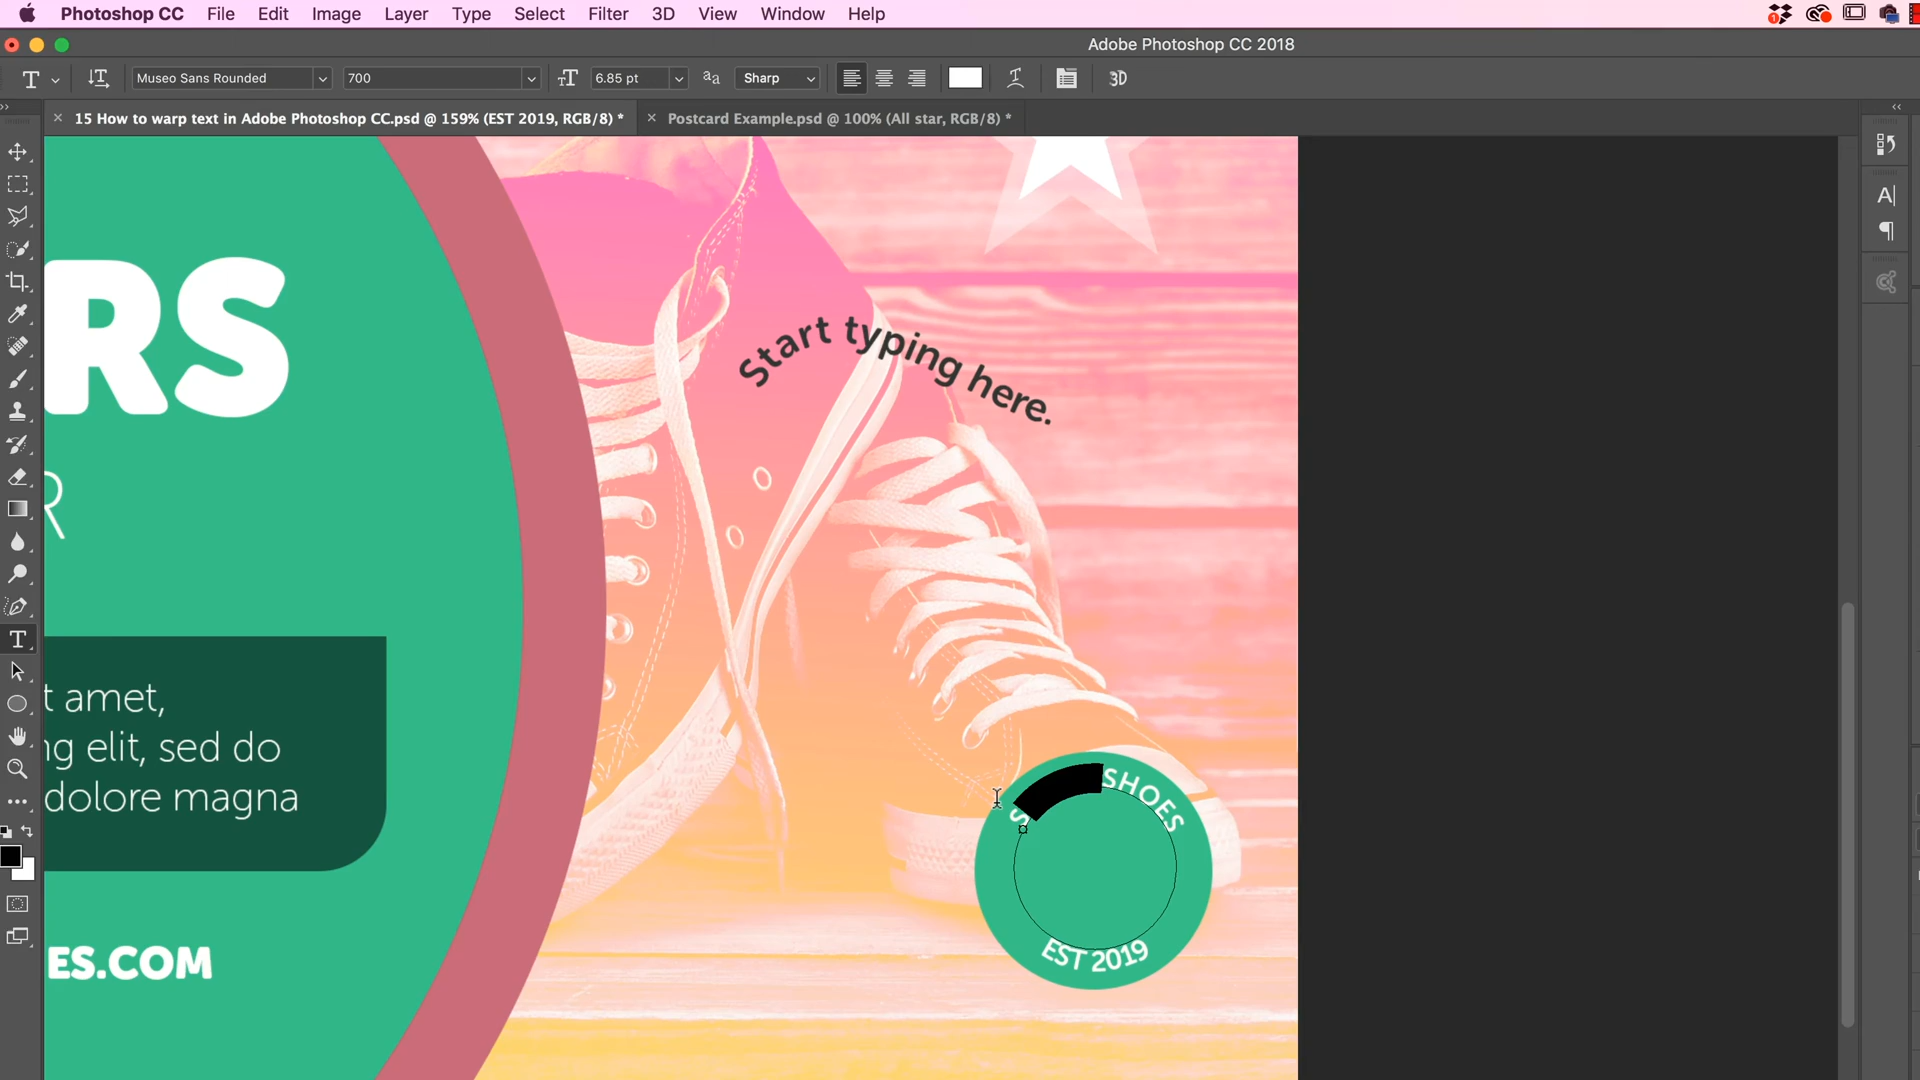 Photoshop CC File Edit Image Layer Type Select Filter 3D View Window Help
Adobe Photoshop CC 2018
Museo Sans Rounded 700 6.85 pt Sharp 3D
15 How to warp text in Adobe Photoshop CC.psd @ 159% (EST 2019, RGB/8) *
Postcard Example.psd @ 100% (All star, RGB/8) *
RS
R
Start typing here.
t amet,
ng elit, sed do
dolore magna
ES.COM
S
SHOES
EST 2019